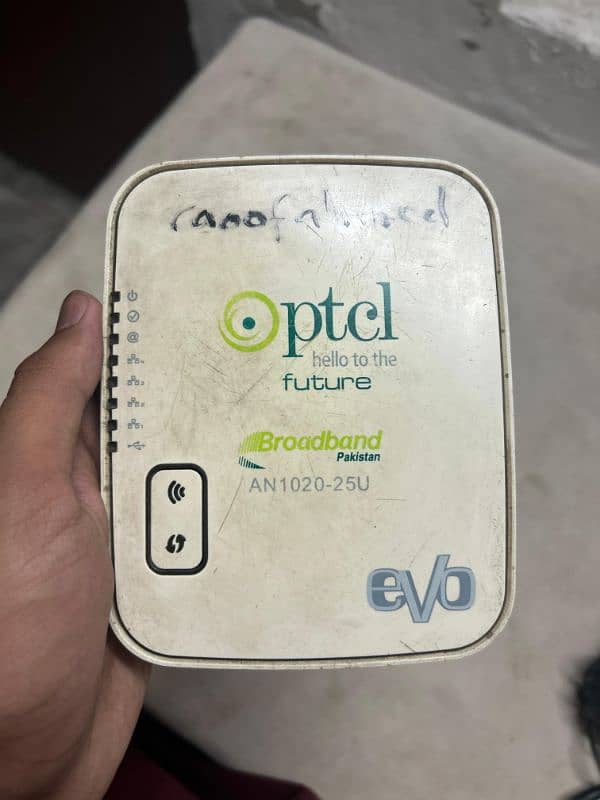 ptcl
hello to the
future
Broadband
Pakistan
AN1020-25U
evo